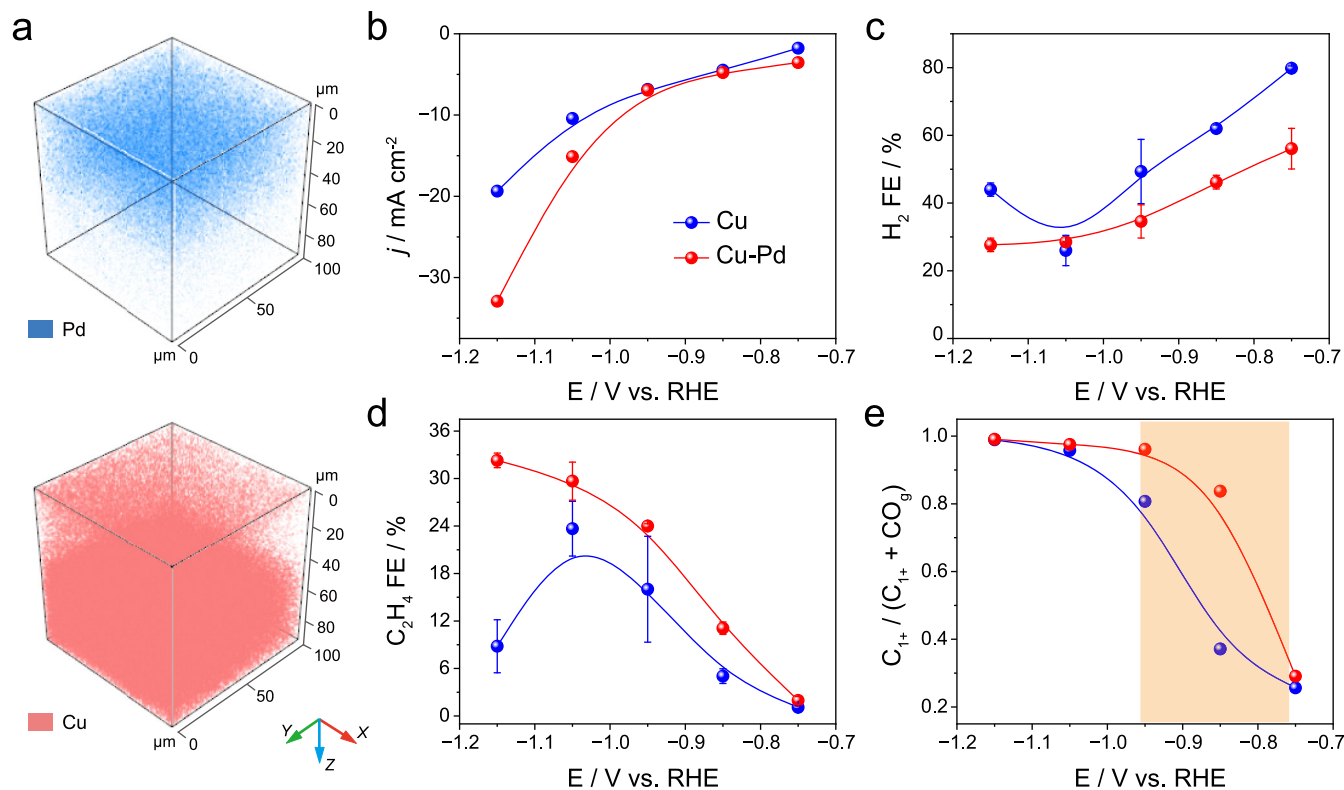 a
µm
0
20
40
60
80
100
50
0
µm
Pd
µm
0
20
40
60
80
100
50
0
µm
Cu
Y
X
Z
b
0
−10
−20
−30
j / mA cm⁻²
Cu
Cu-Pd
−1.2 −1.1 −1.0 −0.9 −0.8 −0.7
E / V vs. RHE
c
80
60
40
20
0
H₂ FE / %
−1.2 −1.1 −1.0 −0.9 −0.8 −0.7
E / V vs. RHE
d
36
30
24
18
12
6
0
C₂H₄ FE / %
−1.2 −1.1 −1.0 −0.9 −0.8 −0.7
E / V vs. RHE
e
1.0
0.8
0.6
0.4
0.2
C₁₊ / (C₁₊ + CO<sub>g</sub>)
−1.2 −1.1 −1.0 −0.9 −0.8 −0.7
E / V vs. RHE